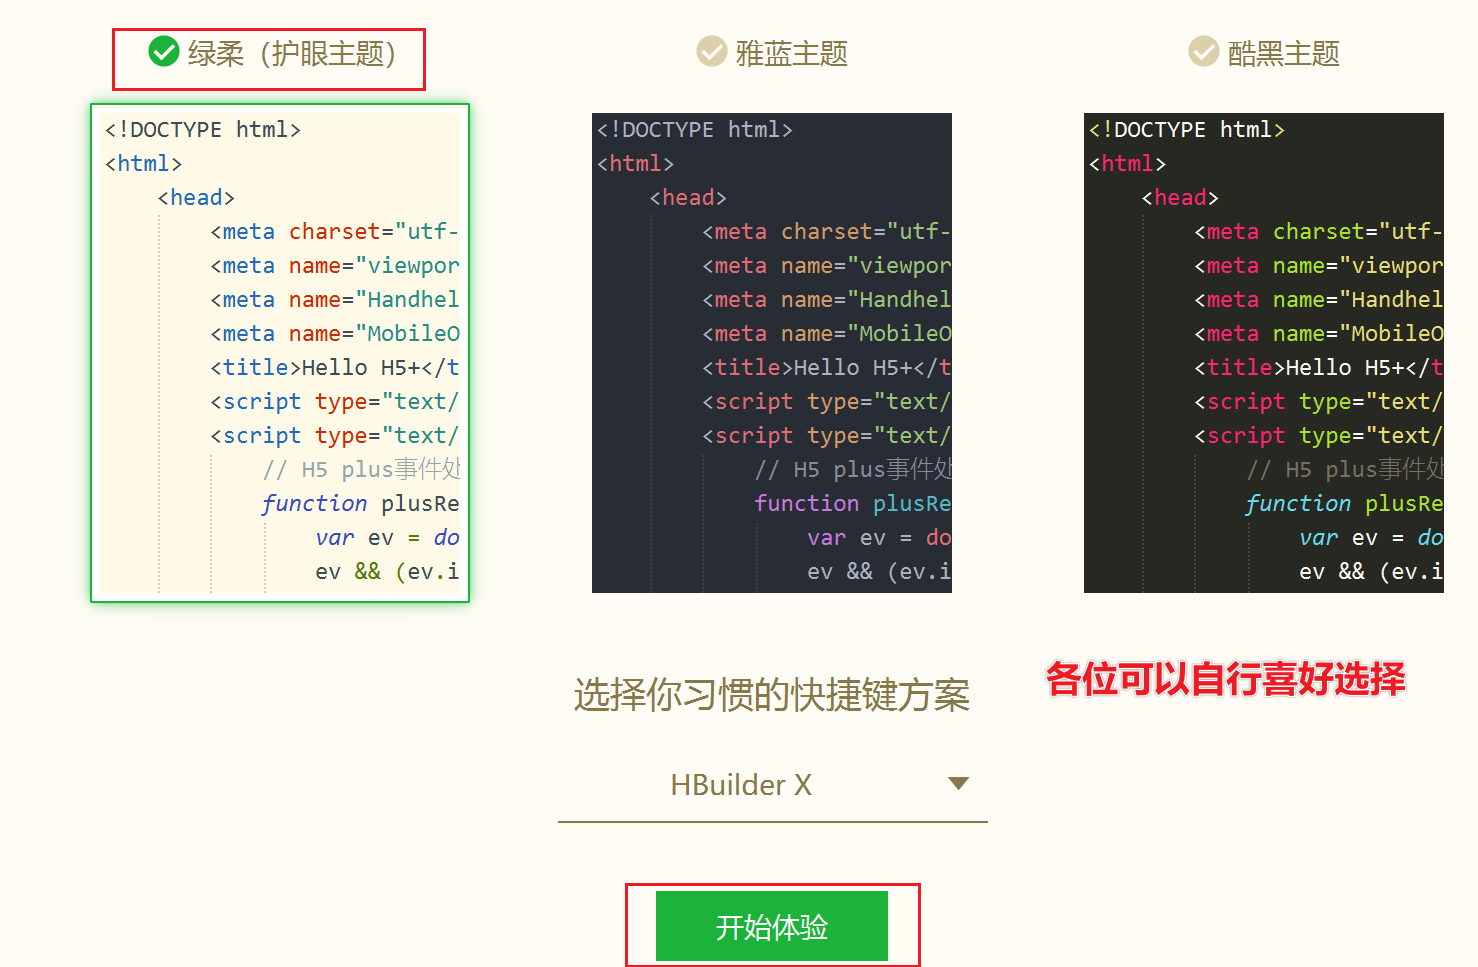 绿柔（护眼主题）
<!DOCTYPE html>
<html>
<head>
<meta charset="utf-
<meta name="viewpor
<meta name="Handhel
<meta name="MobileO
<title>Hello H5+</t
<script type="text/
<script type="text/
// H5 plus事件处
function plusRe
var ev = do
ev && (ev.i
雅蓝主题
<!DOCTYPE html>
<html>
<head>
<meta charset="utf-
<meta name="viewpor
<meta name="Handhel
<meta name="MobileO
<title>Hello H5+</t
<script type="text/
<script type="text/
// H5 plus事件处
function plusRe
var ev = do
ev && (ev.i
酷黑主题
<!DOCTYPE html>
<html>
<head>
<meta charset="utf-
<meta name="viewpor
<meta name="Handhel
<meta name="MobileO
<title>Hello H5+</t
<script type="text/
<script type="text/
// H5 plus事件处
function plusRe
var ev = do
ev && (ev.i
选择你习惯的快捷键方案
各位可以自行喜好选择
HBuilder X
开始体验